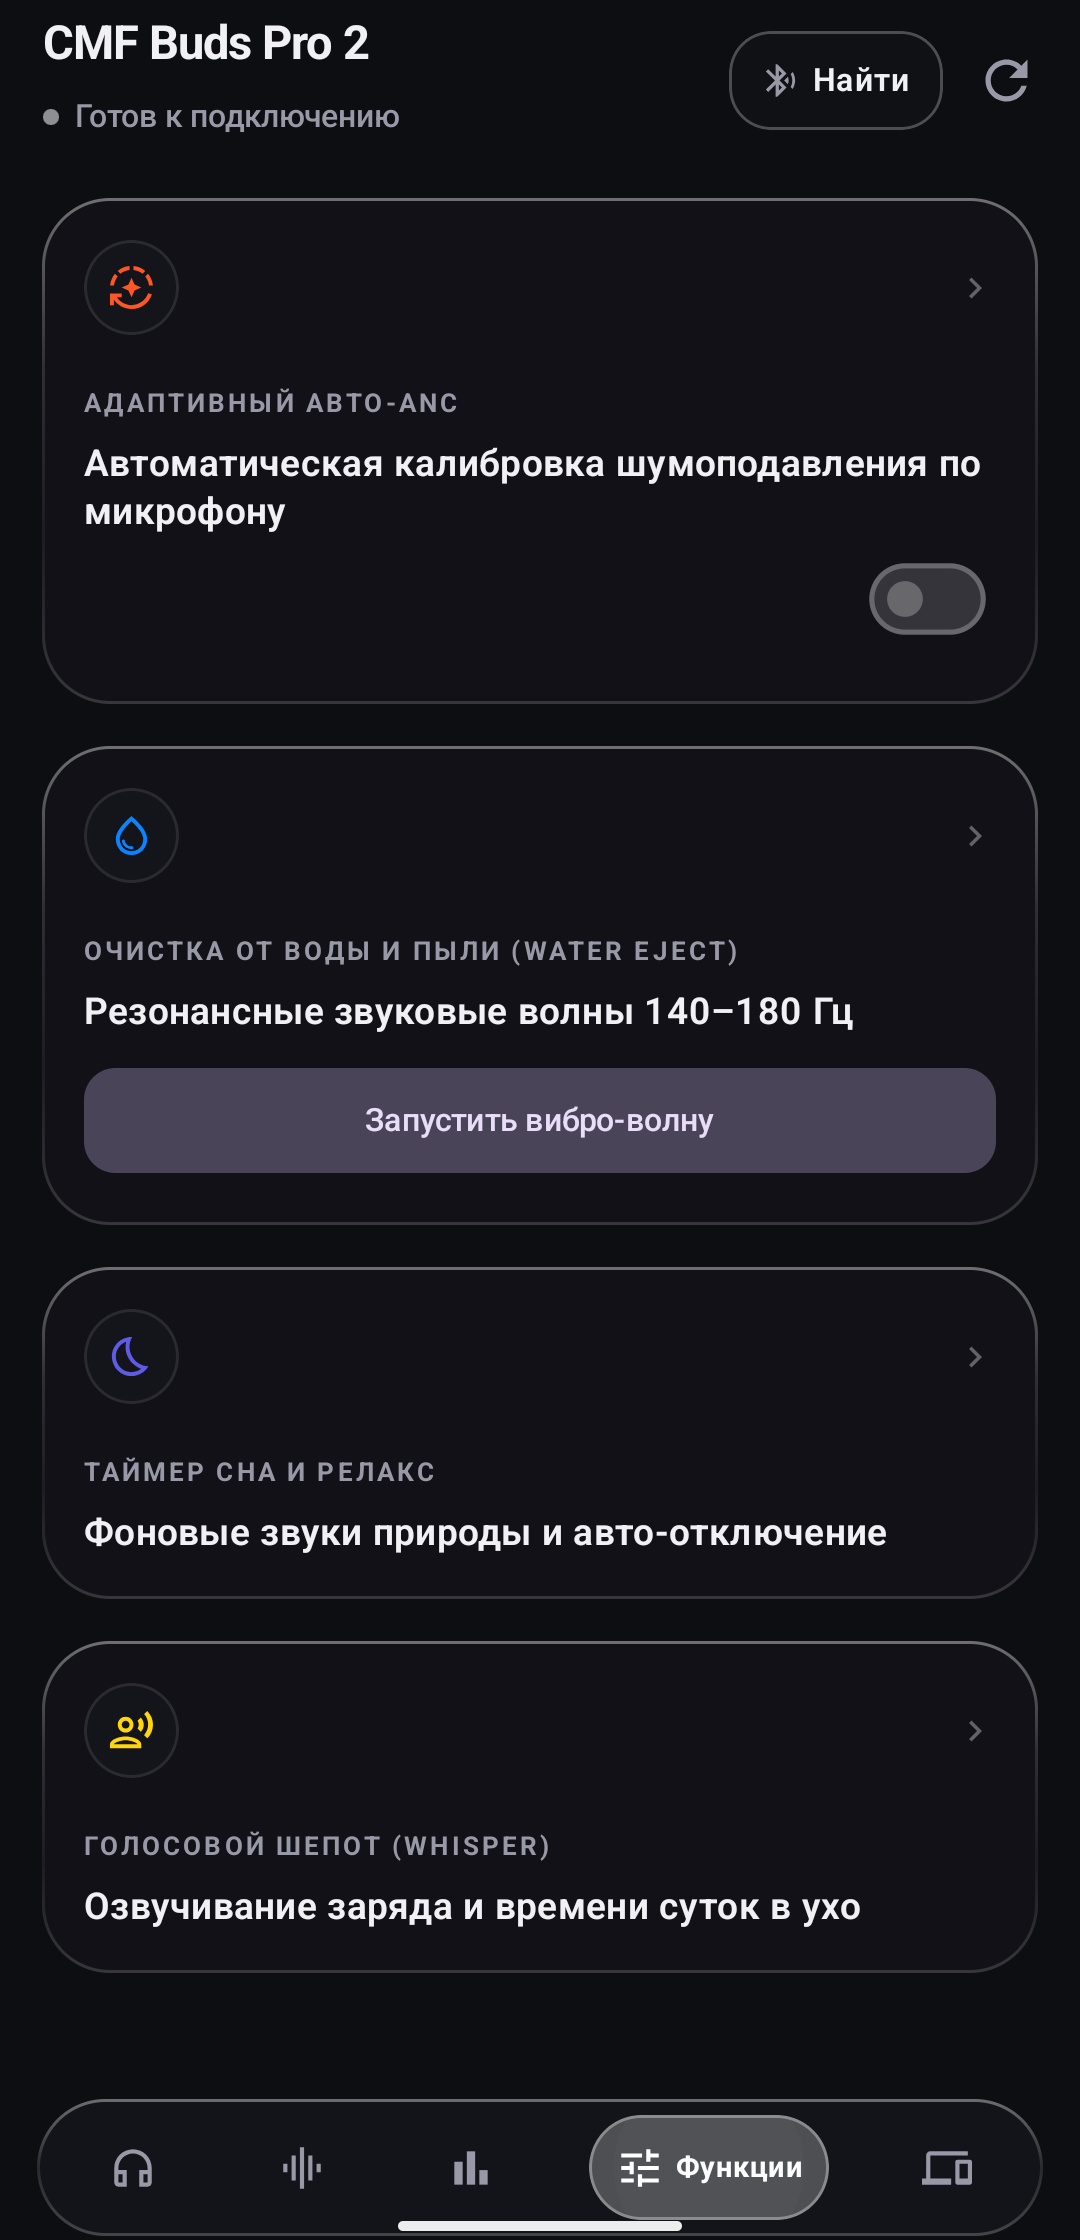 CMF Buds Pro 2
Готов к подключению
Найти
АДАПТИВНЫЙ АВТО-ANC
Автоматическая калибровка шумоподавления по
микрофону
ОЧИСТКА ОТ ВОДЫ И ПЫЛИ (WATER EJECT)
Резонансные звуковые волны 140–180 Гц
Запустить вибро-волну
ТАЙМЕР СНА И РЕЛАКС
Фоновые звуки природы и авто-отключение
ГОЛОСОВОЙ ШЕПОТ (WHISPER)
Озвучивание заряда и времени суток в ухо
Функции